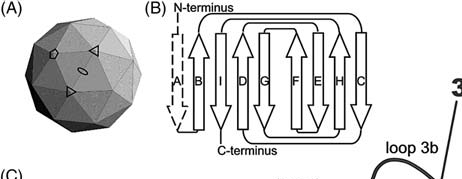 (A)
(B)
N-terminus
A B I D G F E H C
C-terminus
loop 3b
3
(C)